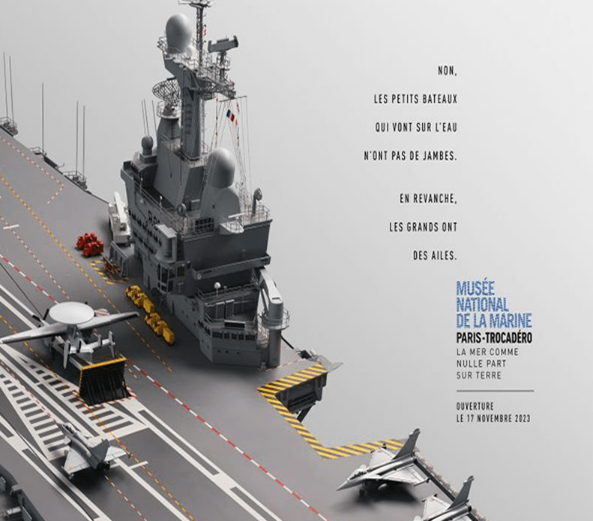 NON,
LES PETITS BATEAUX
QUI VONT SUR L'EAU
N'ONT PAS DE JAMBES.
EN REVANCHE,
LES GRANDS ONT
DES AILES.
MUSÉE
NATIONAL
DE LA MARINE
PARIS-TROCADÉRO
LA MER COMME
NULLE PART
SUR TERRE
OUVERTURE
LE 17 NOVEMBRE 2023